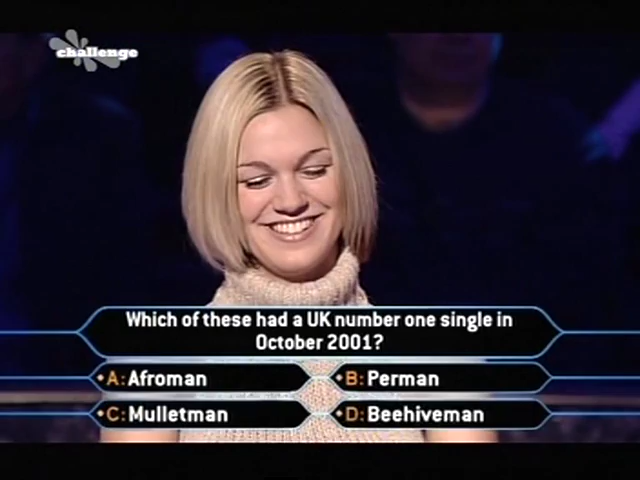 challenge
Which of these had a UK number one single in
October 2001?
A: Afroman
B: Perman
C: Mulletman
D: Beehiveman